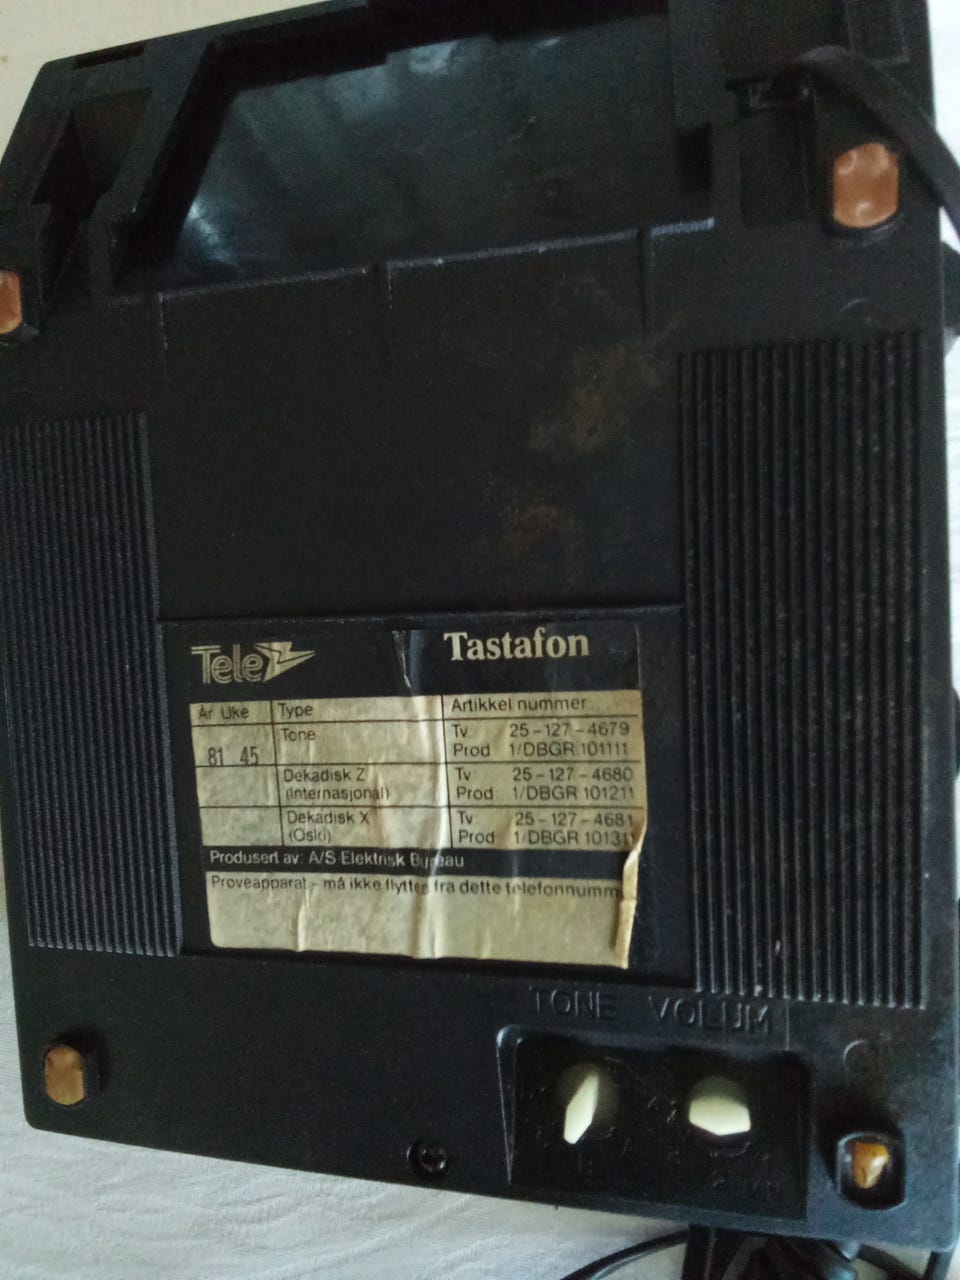 Tele
Tastafon
År Uke Type Artikkel nummer
81 45 Tone Tv 25-127-4679
Prod 1/DBGR 101111
Dekadisk Z (Internasjonal) Tv 25-127-4680
Prod 1/DBGR 101211
Dekadisk X (Oslo) Tv 25-127-4681
Prod 1/DBGR 101311
Produsert av: A/S Elektrisk Bureau
Prøveapparat - må ikke flyttes fra dette telefonnumm
TONE VOLUM